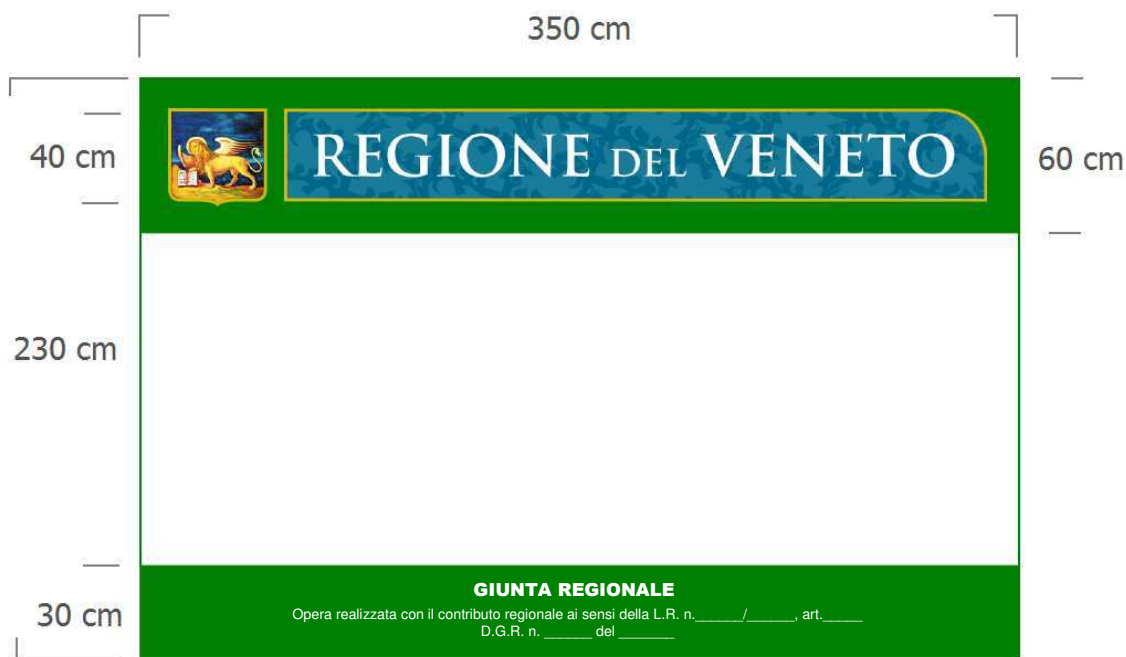 350 cm
40 cm
REGIONE DEL VENETO
60 cm
230 cm
30 cm
GIUNTA REGIONALE
Opera realizzata con il contributo regionale ai sensi della L.R. n.______/______, art._____
D.G.R. n. ______ del _______